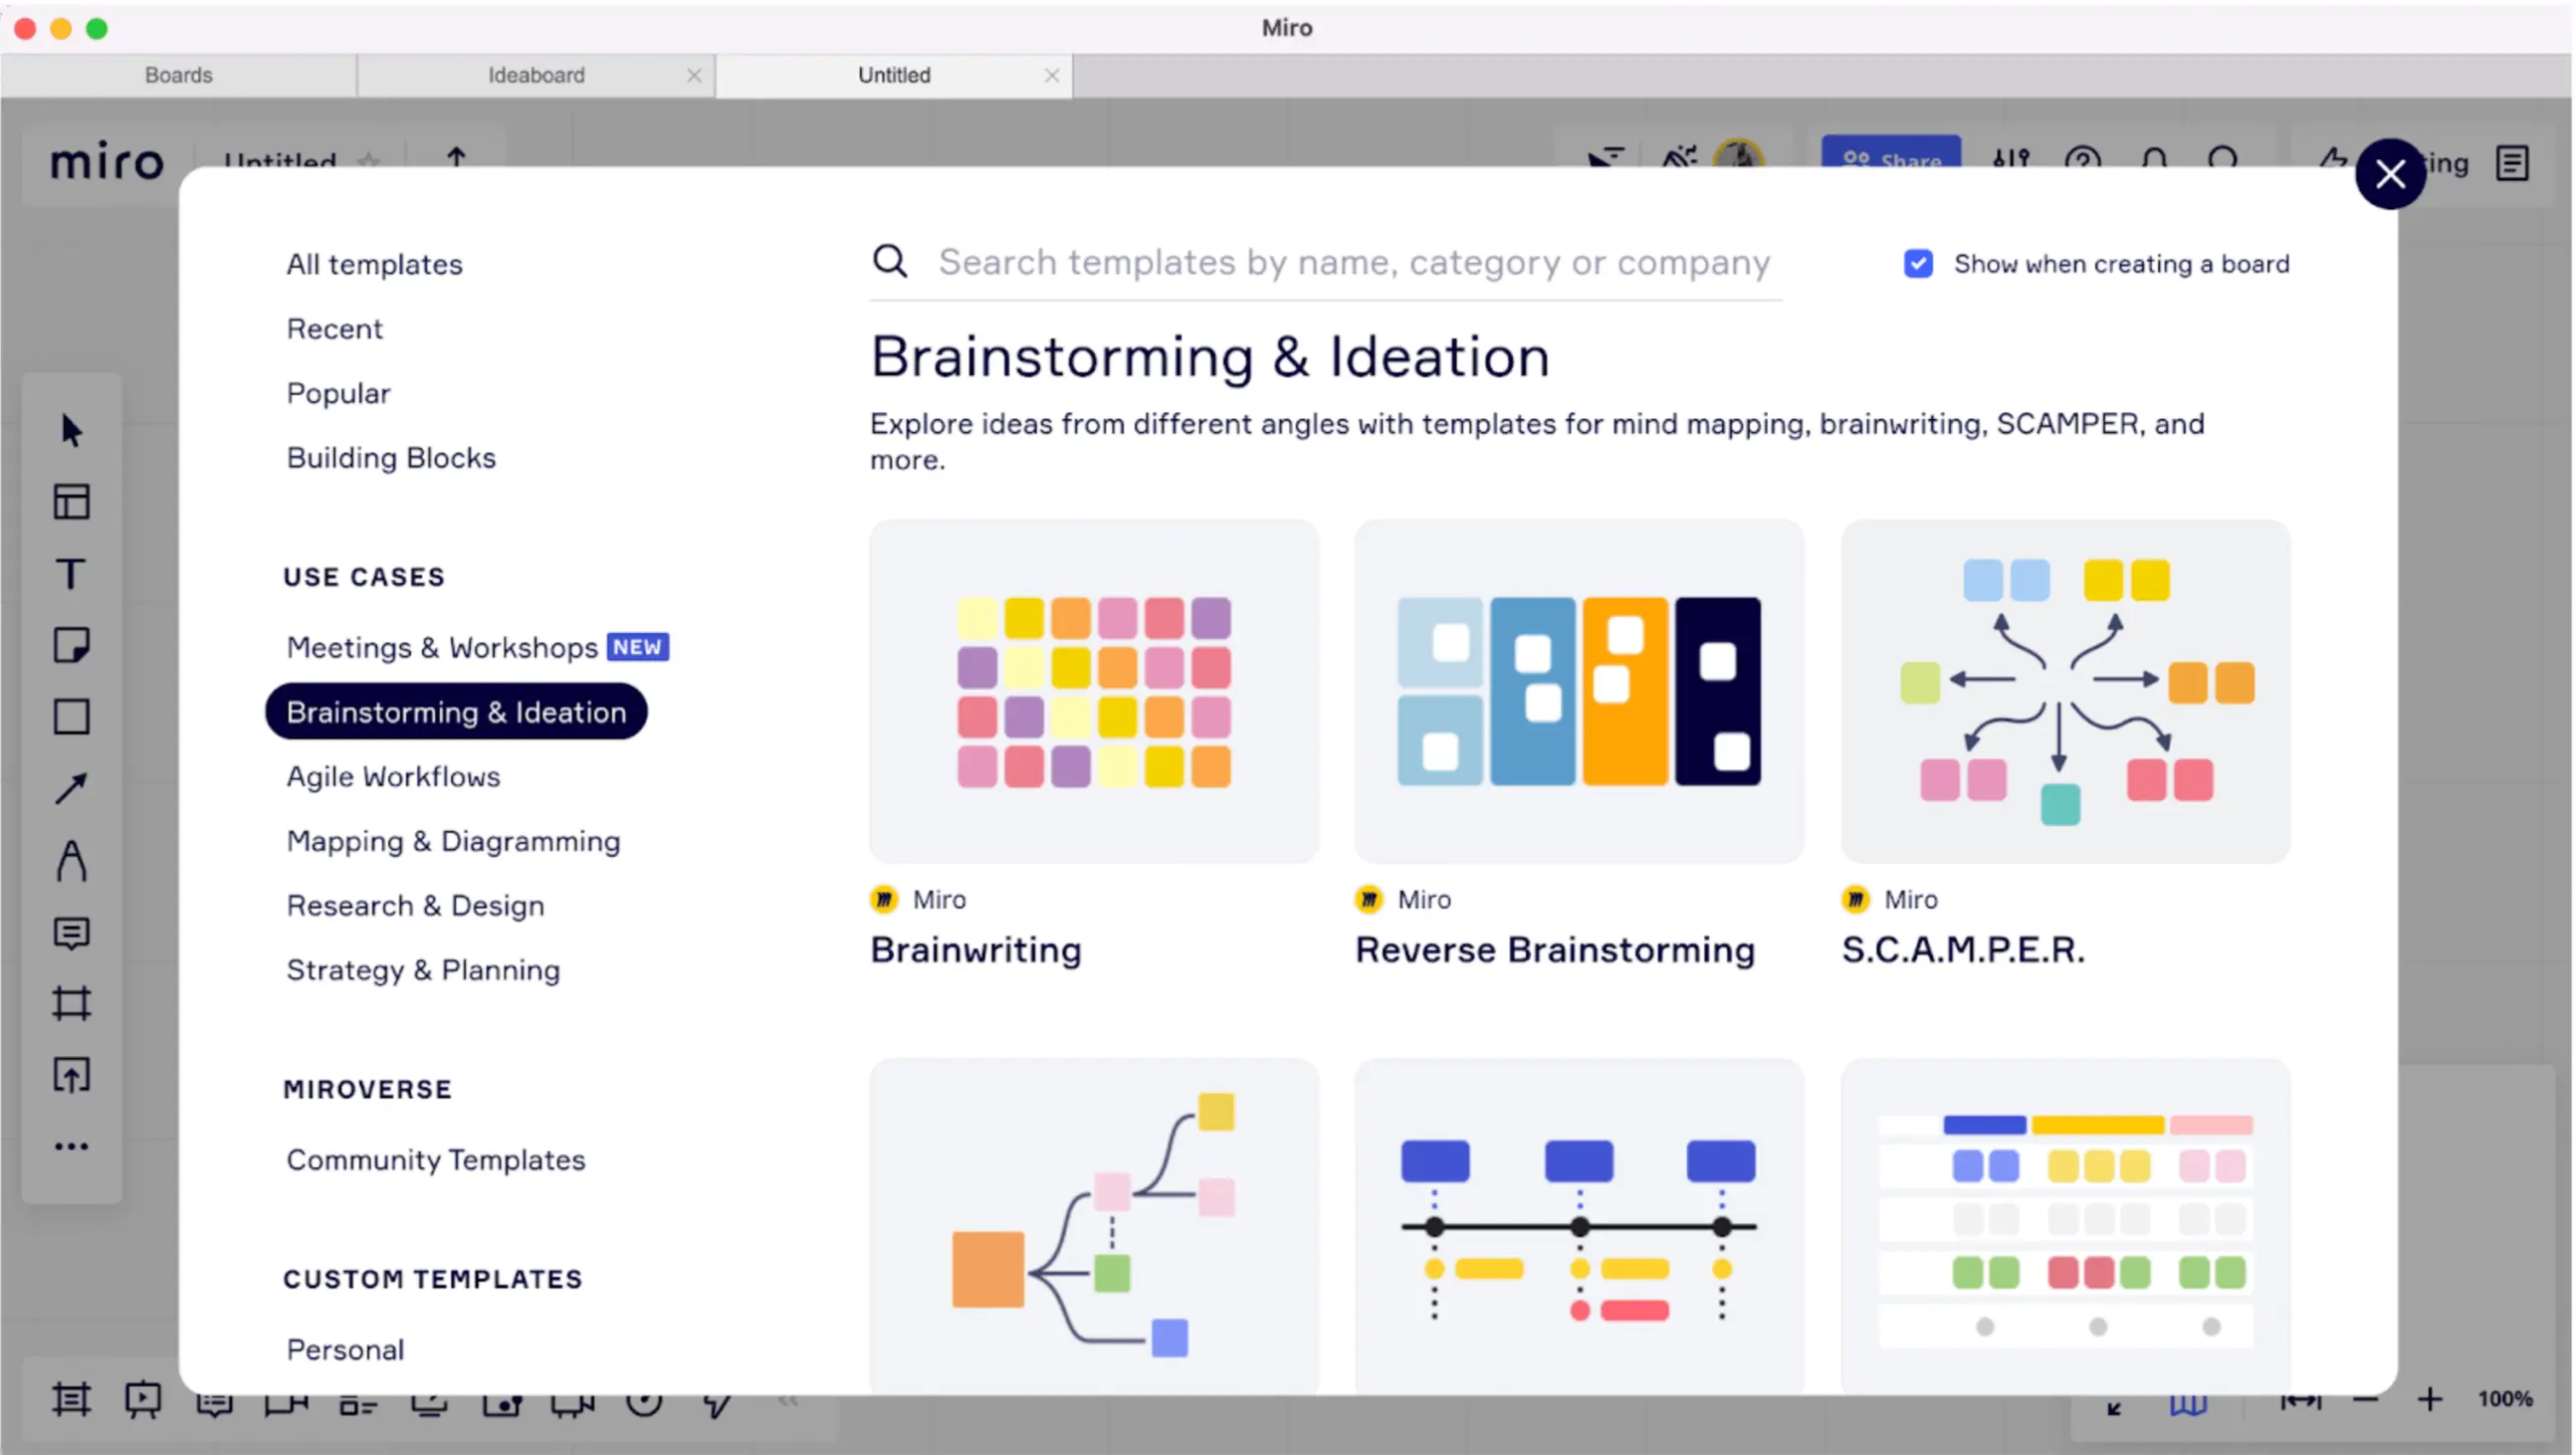 Miro
Boards
Ideaboard
Untitled
miro
Untitled
Share
All templates
Recent
Popular
Building Blocks
USE CASES
Meetings & Workshops NEW
Brainstorming & Ideation
Agile Workflows
Mapping & Diagramming
Research & Design
Strategy & Planning
MIROVERSE
Community Templates
CUSTOM TEMPLATES
Personal
Search templates by name, category or company
Show when creating a board
Brainstorming & Ideation
Explore ideas from different angles with templates for mind mapping, brainwriting, SCAMPER, and
more.
Miro
Brainwriting
Miro
Reverse Brainstorming
Miro
S.C.A.M.P.E.R.
100%